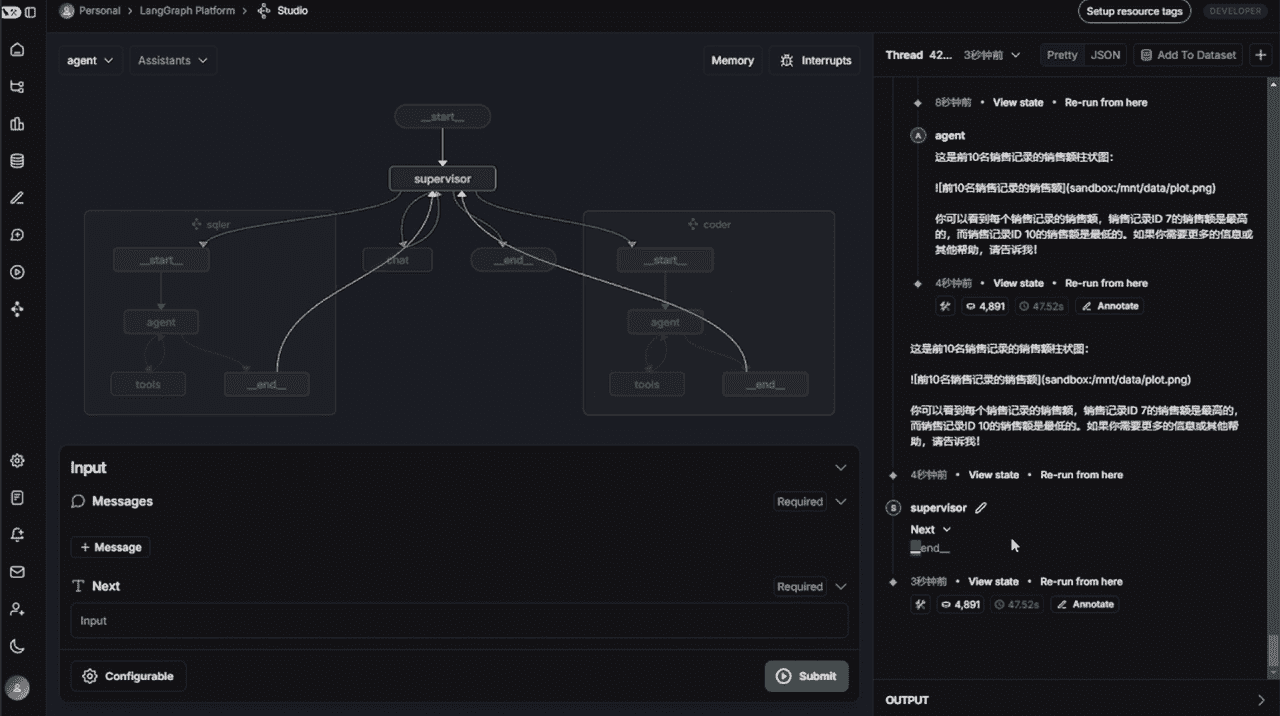 Personal > LangGraph Platform > Studio
Setup resource tags
DEVELOPER
agent
Assistants
Memory
Interrupts
__start__
supervisor
sqler
__start__
agent
tools
__end__
chat
__end__
coder
__start__
agent
tools
__end__
Input
Messages
Required
+ Message
Next
Required
Input
Configurable
Submit
Thread 42...
3秒钟前
Pretty
JSON
Add To Dataset
8秒钟前 • View state • Re-run from here
A agent
这是前10名销售记录的销售额柱状图：
![前10名销售记录的销售额](sandbox:/mnt/data/plot.png)
你可以看到每个销售记录的销售额，销售记录ID 7的销售额是最高
的，而销售记录ID 10的销售额是最低的。如果你需要更多的信息或
其他帮助，请告诉我！
4秒钟前 • View state • Re-run from here
4,891
47.52s
Annotate
这是前10名销售记录的销售额柱状图：
![前10名销售记录的销售额](sandbox:/mnt/data/plot.png)
你可以看到每个销售记录的销售额，销售记录ID 7的销售额是最高的，
而销售记录ID 10的销售额是最低的。如果你需要更多的信息或其他帮
助，请告诉我！
4秒钟前 • View state • Re-run from here
S supervisor
Next
__end__
3秒钟前 • View state • Re-run from here
4,891
47.52s
Annotate
OUTPUT